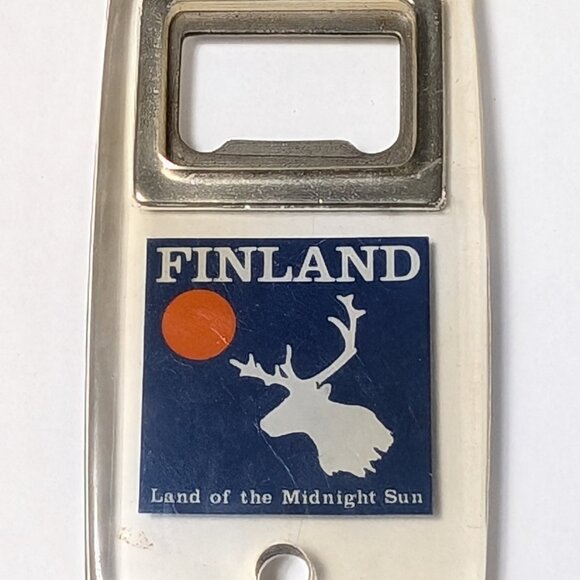 FINLAND
Land of the Midnight Sun